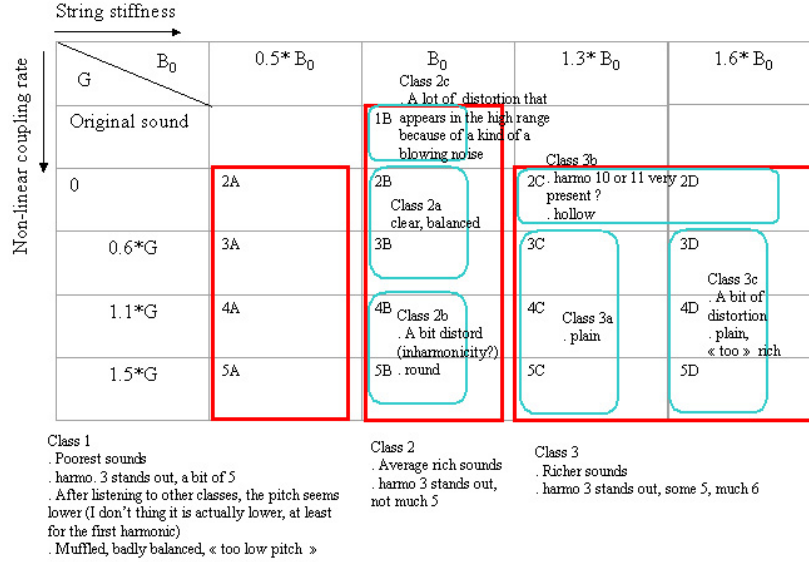 String stiffness
Non-linear coupling rate
B0
G
0.5* B0
B0
1.3* B0
1.6* B0
Class 2c
. A lot of distortion that
appears in the high range
because of a kind of a
blowing noise
Original sound
1B
Class 3b
. harmo 10 or 11 very
present ?
. hollow
0
2A
2B
2C
2D
Class 2a
clear, balanced
0.6*G
3A
3B
3C
3D
Class 3c
. A bit of
distortion
. plain,
« too » rich
1.1*G
4A
4B
4C
4D
Class 2b
. A bit distord
(inharmonicity?)
. round
Class 3a
. plain
1.5*G
5A
5B
5C
5D
Class 1
. Poorest sounds
. harmo. 3 stands out, a bit of 5
. After listening to other classes, the pitch seems
lower (I don't thing it is actually lower, at least
for the first harmonic)
. Muffled, badly balanced, « too low pitch »
Class 2
. Average rich sounds
. harmo 3 stands out,
not much 5
Class 3
. Richer sounds
. harmo 3 stands out, some 5, much 6